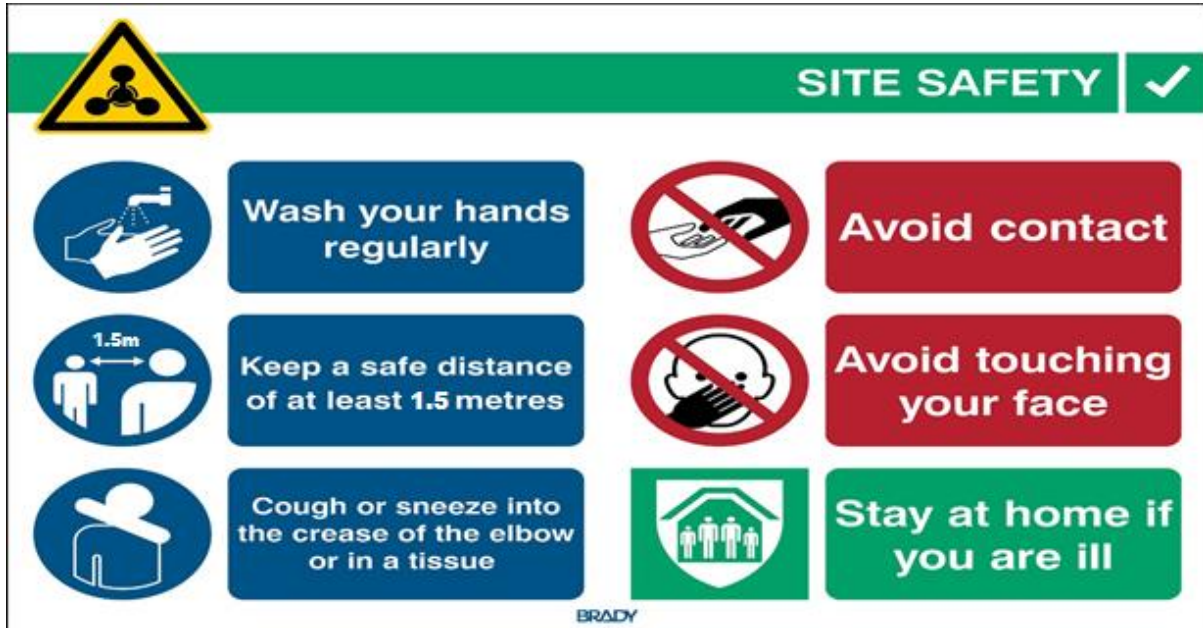 SITE SAFETY
Wash your hands
regularly
1.5m
Keep a safe distance
of at least 1.5 metres
Cough or sneeze into
the crease of the elbow
or in a tissue
Avoid contact
Avoid touching
your face
Stay at home if
you are ill
BRADY